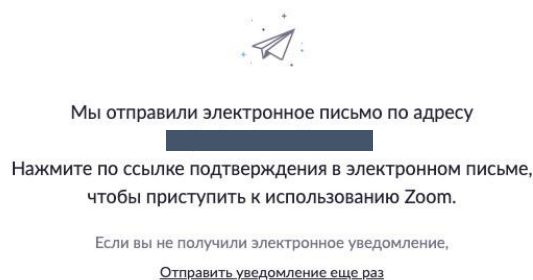 Мы отправили электронное письмо по адресу
Нажмите по ссылке подтверждения в электронном письме,
чтобы приступить к использованию Zoom.
Если вы не получили электронное уведомление,
Отправить уведомление еще раз